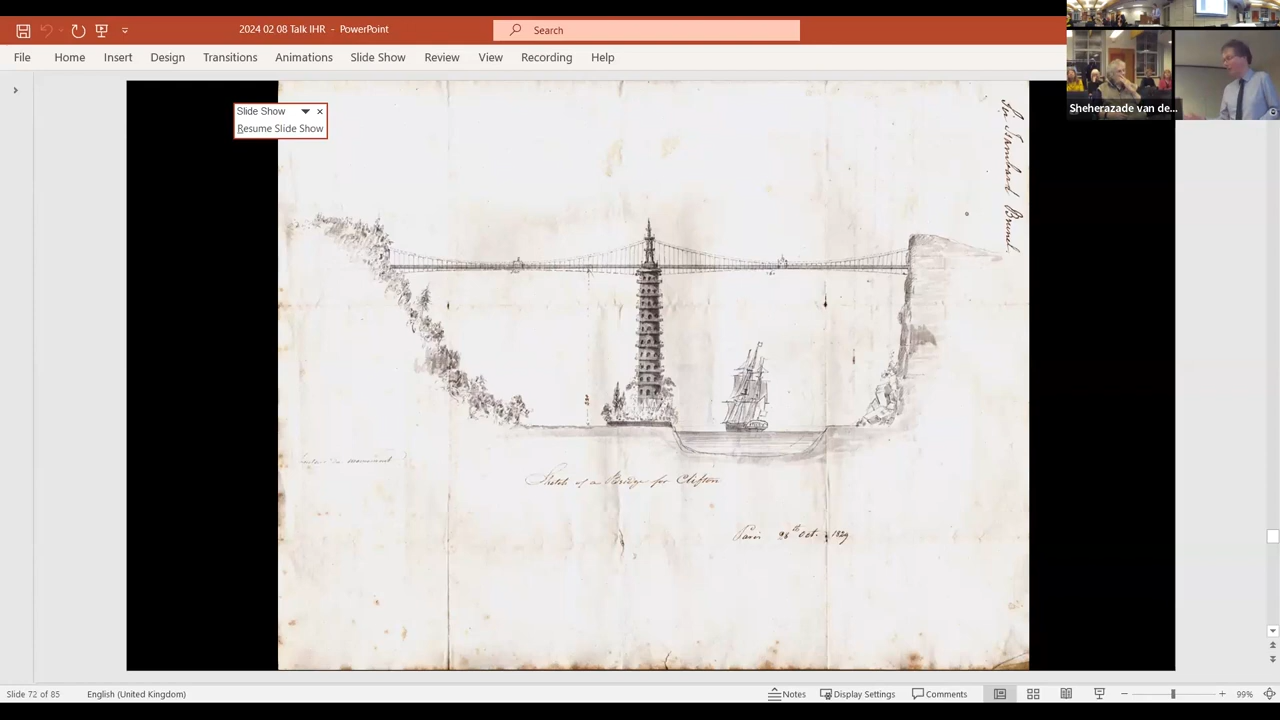 2024 02 08 Talk IHR - PowerPoint
Search
File Home Insert Design Transitions Animations Slide Show Review View Recording Help
Sheherazade van de...
Slide Show
Resume Slide Show
Brunel
Sketch of a Bridge for Clifton
Paris 28th Oct. 1829
Slide 72 of 85
English (United Kingdom)
Notes
Display Settings
Comments
99%